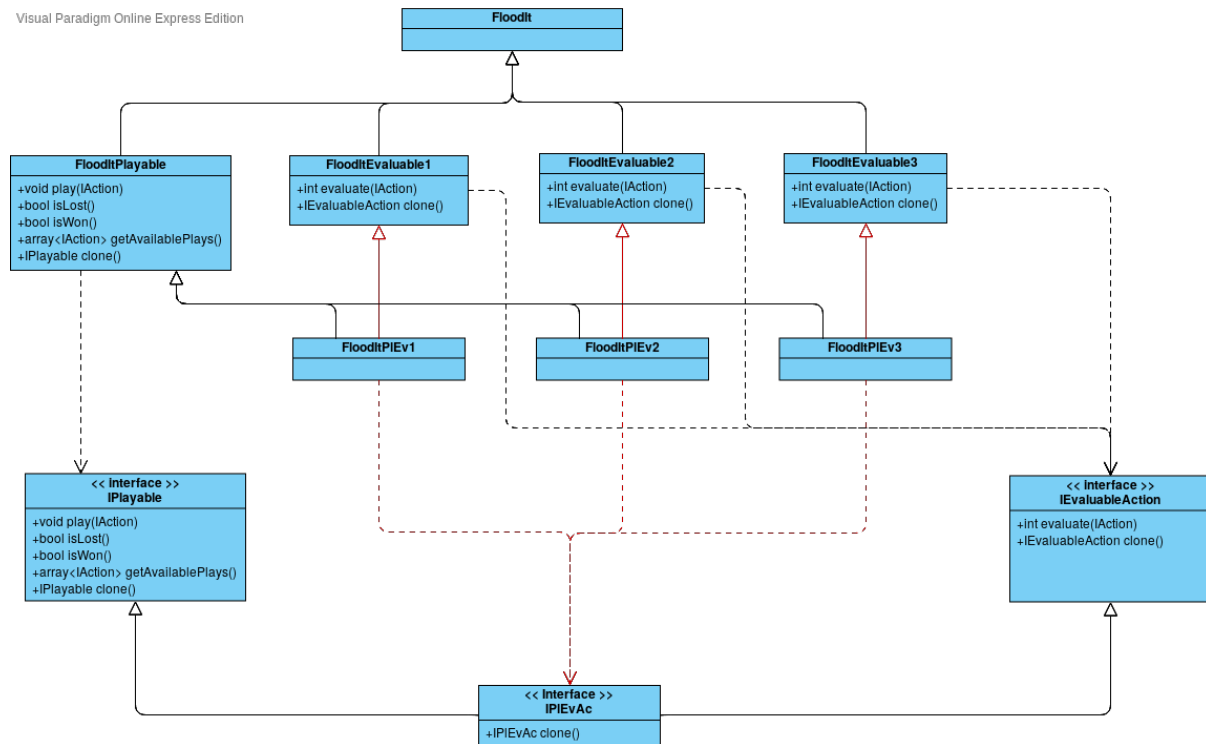 Visual Paradigm Online Express Edition
FloodIt
FloodItPlayable
+void play(IAction)
+bool isLost()
+bool isWon()
+array<IAction> getAvailablePlays()
+IPlayable clone()
FloodItEvaluable1
+int evaluate(IAction)
+IEvaluableAction clone()
FloodItEvaluable2
+int evaluate(IAction)
+IEvaluableAction clone()
FloodItEvaluable3
+int evaluate(IAction)
+IEvaluableAction clone()
FloodItPlEv1
FloodItPlEv2
FloodItPlEv3
<< interface >>
IPlayable
+void play(IAction)
+bool isLost()
+bool isWon()
+array<IAction> getAvailablePlays()
+IPlayable clone()
<< interface >>
IEvaluableAction
+int evaluate(IAction)
+IEvaluableAction clone()
<< Interface >>
IPlEvAc
+IPlEvAc clone()